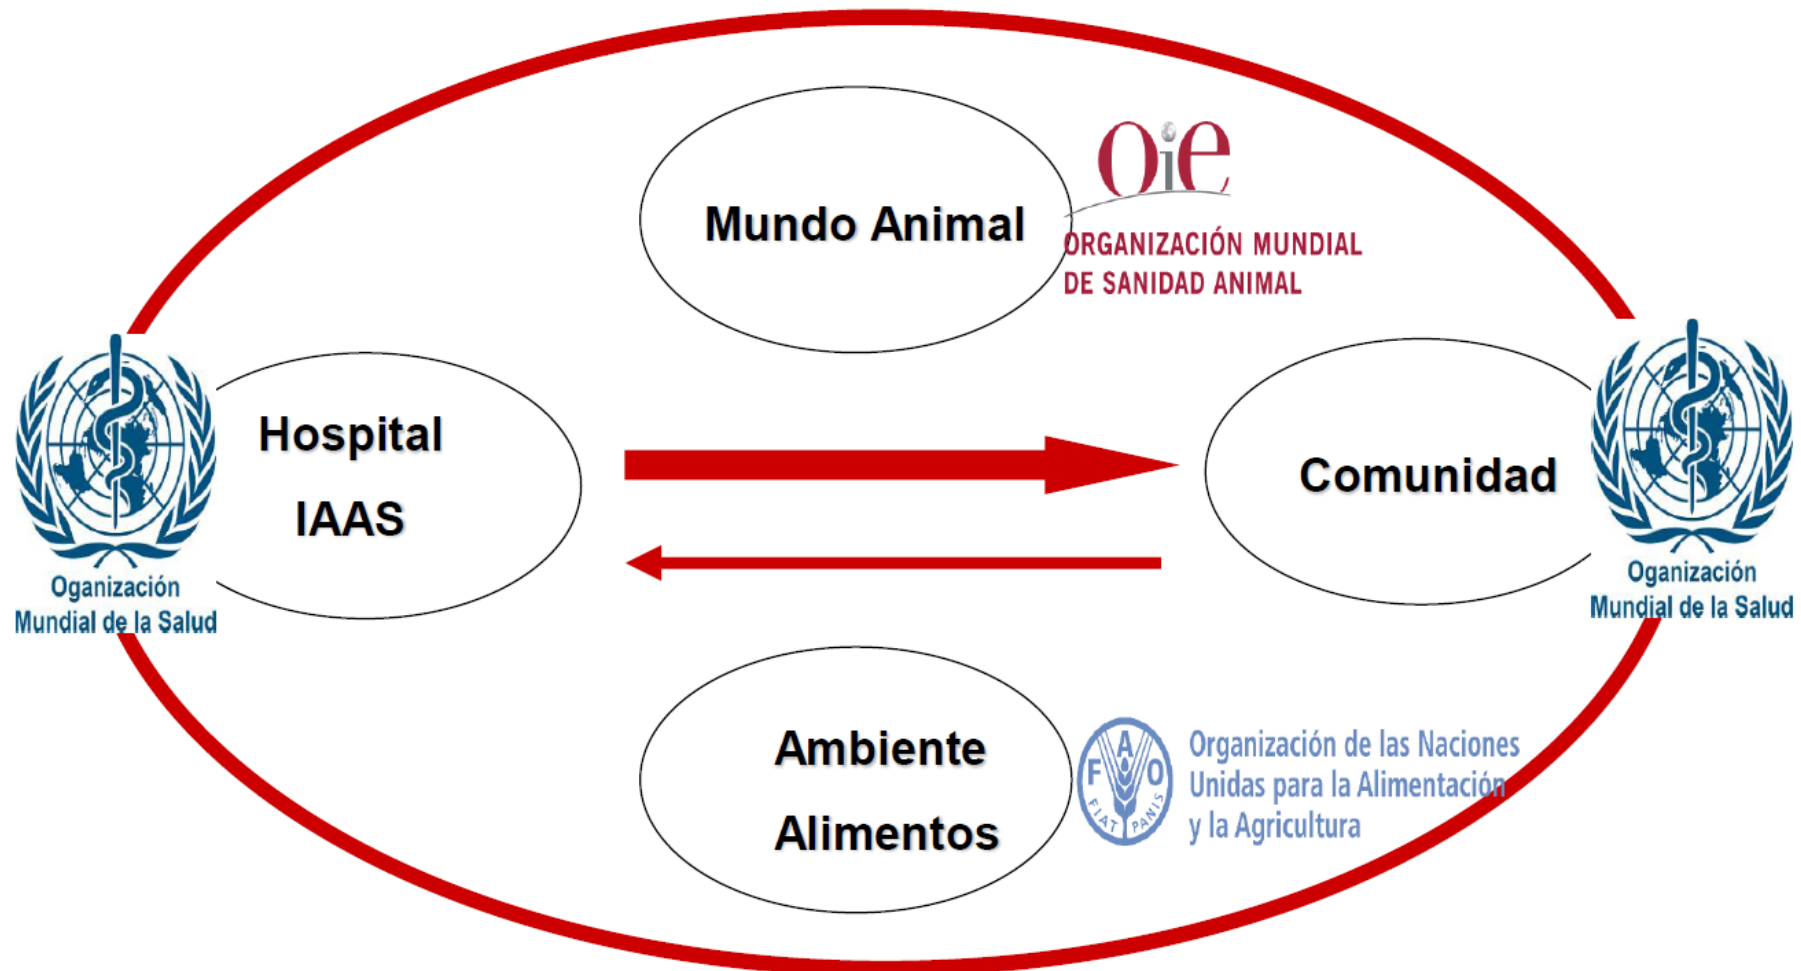 oie
Mundo Animal
ORGANIZACIÓN MUNDIAL
DE SANIDAD ANIMAL
Hospital
IAAS
Comunidad
Oganización
Mundial de la Salud
Oganización
Mundial de la Salud
Ambiente
Alimentos
F A O
FIAT PANIS
Organización de las Naciones
Unidas para la Alimentación
y la Agricultura